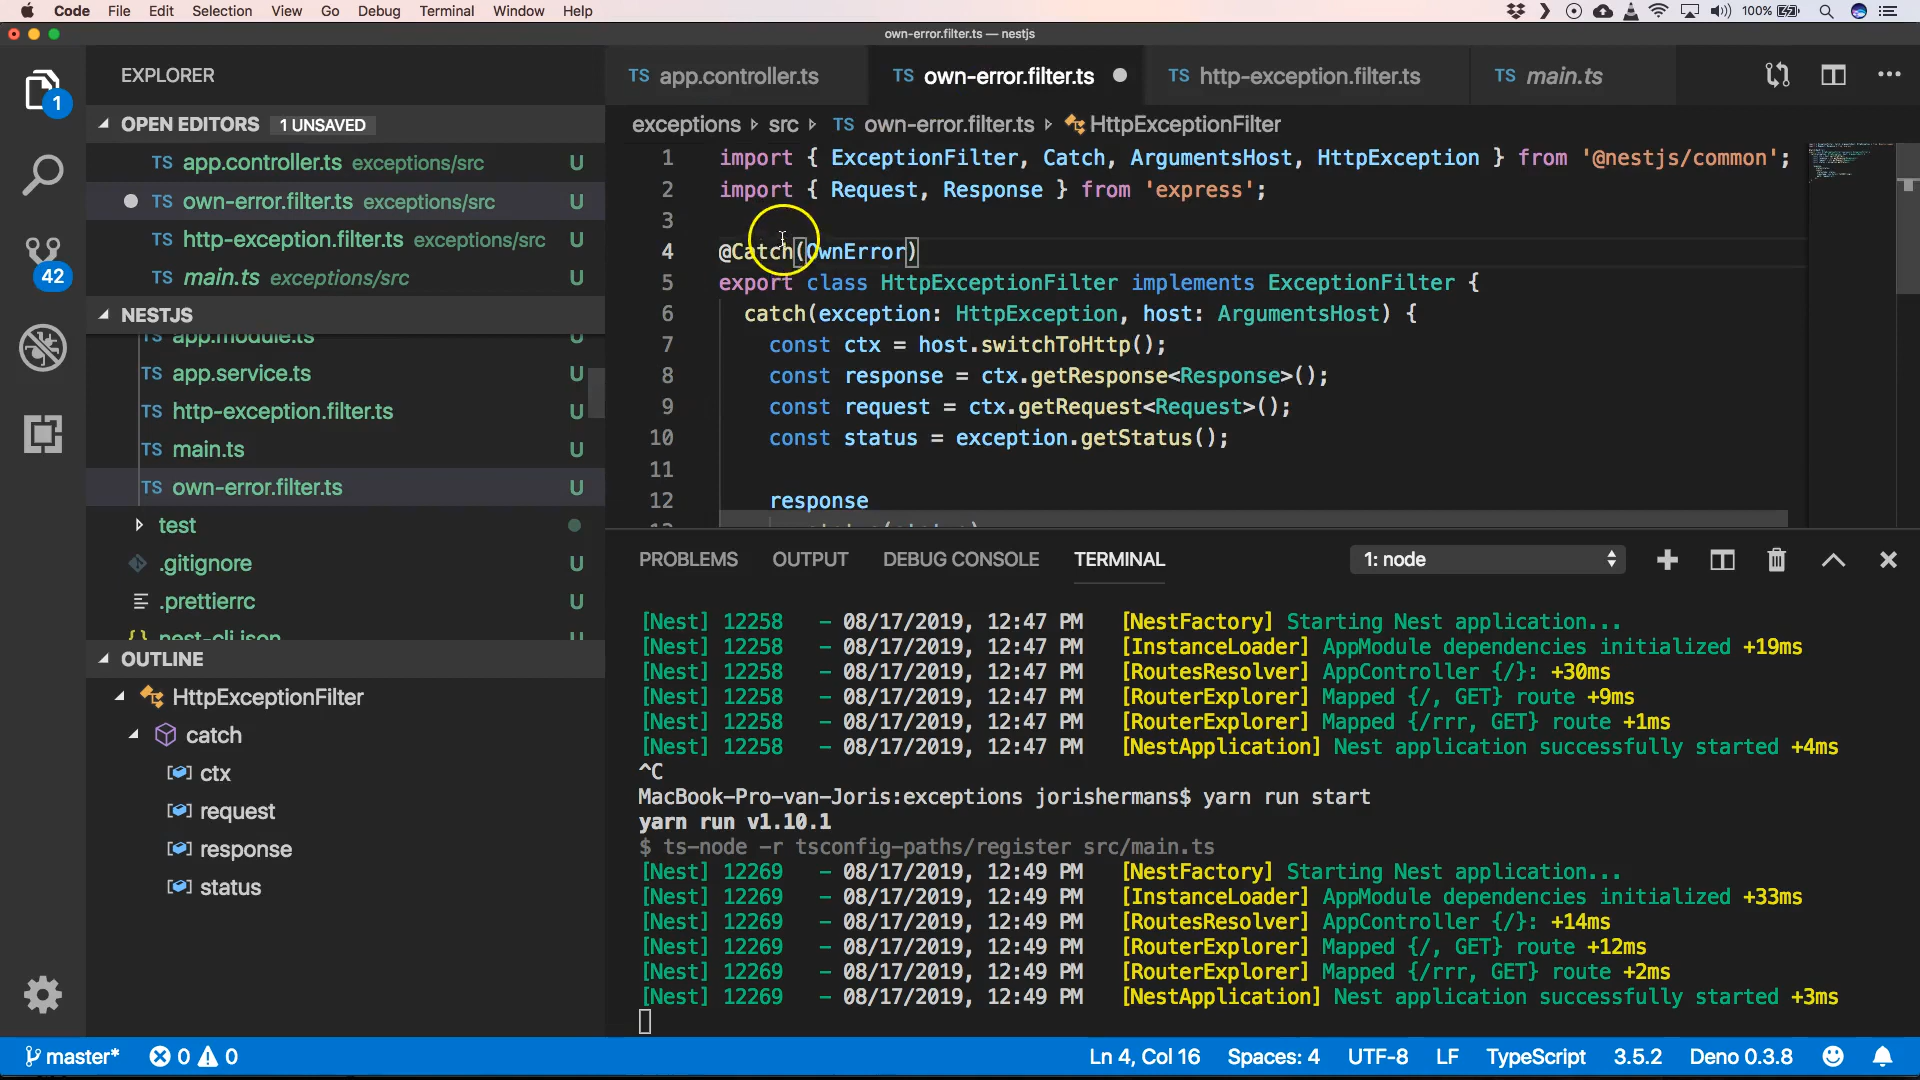 Code File Edit Selection View Go Debug Terminal Window Help 100%
own-error.filter.ts — nestjs
EXPLORER
1
OPEN EDITORS 1 UNSAVED
TS app.controller.ts exceptions/src U
TS own-error.filter.ts exceptions/src U
TS http-exception.filter.ts exceptions/src U
TS main.ts exceptions/src U
42
NESTJS
TS app.module.ts U
TS app.service.ts U
TS http-exception.filter.ts U
TS main.ts U
TS own-error.filter.ts U
test
.gitignore U
.prettierrc U
{} nest-cli.json U
OUTLINE
HttpExceptionFilter
catch
ctx
request
response
status
TS app.controller.ts TS own-error.filter.ts TS http-exception.filter.ts TS main.ts
exceptions src TS own-error.filter.ts HttpExceptionFilter
1 import { ExceptionFilter, Catch, ArgumentsHost, HttpException } from '@nestjs/common';
2 import { Request, Response } from 'express';
3
4 @Catch(OwnError)
5 export class HttpExceptionFilter implements ExceptionFilter {
6 catch(exception: HttpException, host: ArgumentsHost) {
7 const ctx = host.switchToHttp();
8 const response = ctx.getResponse<Response>();
9 const request = ctx.getRequest<Request>();
10 const status = exception.getStatus();
11
12 response
PROBLEMS OUTPUT DEBUG CONSOLE TERMINAL 1: node
[Nest] 12258 - 08/17/2019, 12:47 PM [NestFactory] Starting Nest application...
[Nest] 12258 - 08/17/2019, 12:47 PM [InstanceLoader] AppModule dependencies initialized +19ms
[Nest] 12258 - 08/17/2019, 12:47 PM [RoutesResolver] AppController {/}: +30ms
[Nest] 12258 - 08/17/2019, 12:47 PM [RouterExplorer] Mapped {/, GET} route +9ms
[Nest] 12258 - 08/17/2019, 12:47 PM [RouterExplorer] Mapped {/rrr, GET} route +1ms
[Nest] 12258 - 08/17/2019, 12:47 PM [NestApplication] Nest application successfully started +4ms
^C
MacBook-Pro-van-Joris:exceptions jorishermans$ yarn run start
yarn run v1.10.1
$ ts-node -r tsconfig-paths/register src/main.ts
[Nest] 12269 - 08/17/2019, 12:49 PM [NestFactory] Starting Nest application...
[Nest] 12269 - 08/17/2019, 12:49 PM [InstanceLoader] AppModule dependencies initialized +33ms
[Nest] 12269 - 08/17/2019, 12:49 PM [RoutesResolver] AppController {/}: +14ms
[Nest] 12269 - 08/17/2019, 12:49 PM [RouterExplorer] Mapped {/, GET} route +12ms
[Nest] 12269 - 08/17/2019, 12:49 PM [RouterExplorer] Mapped {/rrr, GET} route +2ms
[Nest] 12269 - 08/17/2019, 12:49 PM [NestApplication] Nest application successfully started +3ms
master* 0 0 Ln 4, Col 16 Spaces: 4 UTF-8 LF TypeScript 3.5.2 Deno 0.3.8